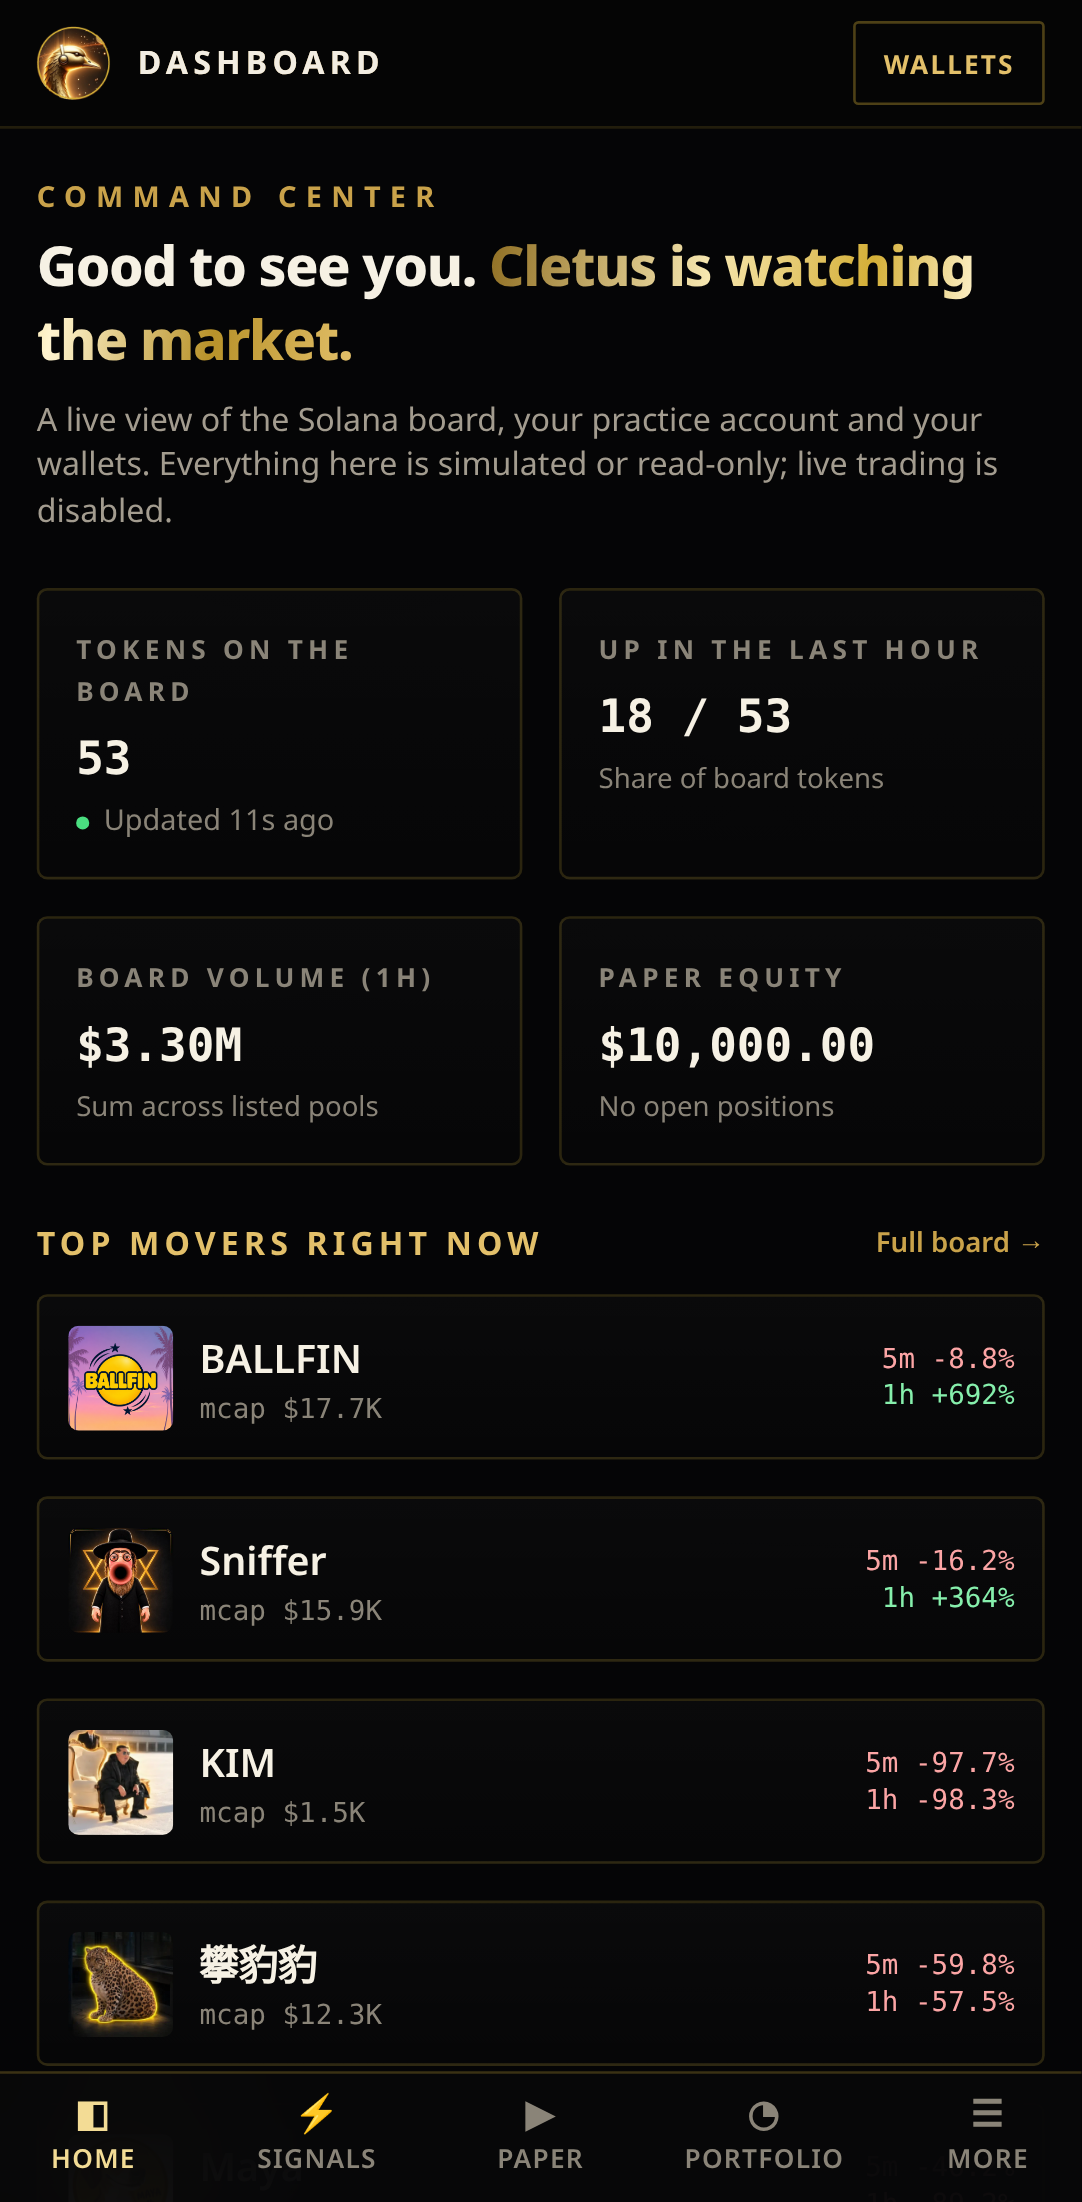 DASHBOARD
WALLETS
COMMAND CENTER
Good to see you. Cletus is watching
the market.
A live view of the Solana board, your practice account and your
wallets. Everything here is simulated or read-only; live trading is
disabled.
TOKENS ON THE
BOARD
53
Updated 11s ago
UP IN THE LAST HOUR
18 / 53
Share of board tokens
BOARD VOLUME (1H)
$3.30M
Sum across listed pools
PAPER EQUITY
$10,000.00
No open positions
TOP MOVERS RIGHT NOW
Full board →
BALLFIN
BALLFIN
mcap $17.7K
5m -8.8%
1h +692%
Sniffer
mcap $15.9K
5m -16.2%
1h +364%
KIM
mcap $1.5K
5m -97.7%
1h -98.3%
攀豹豹
mcap $12.3K
5m -59.8%
1h -57.5%
HOME
SIGNALS
PAPER
PORTFOLIO
MORE